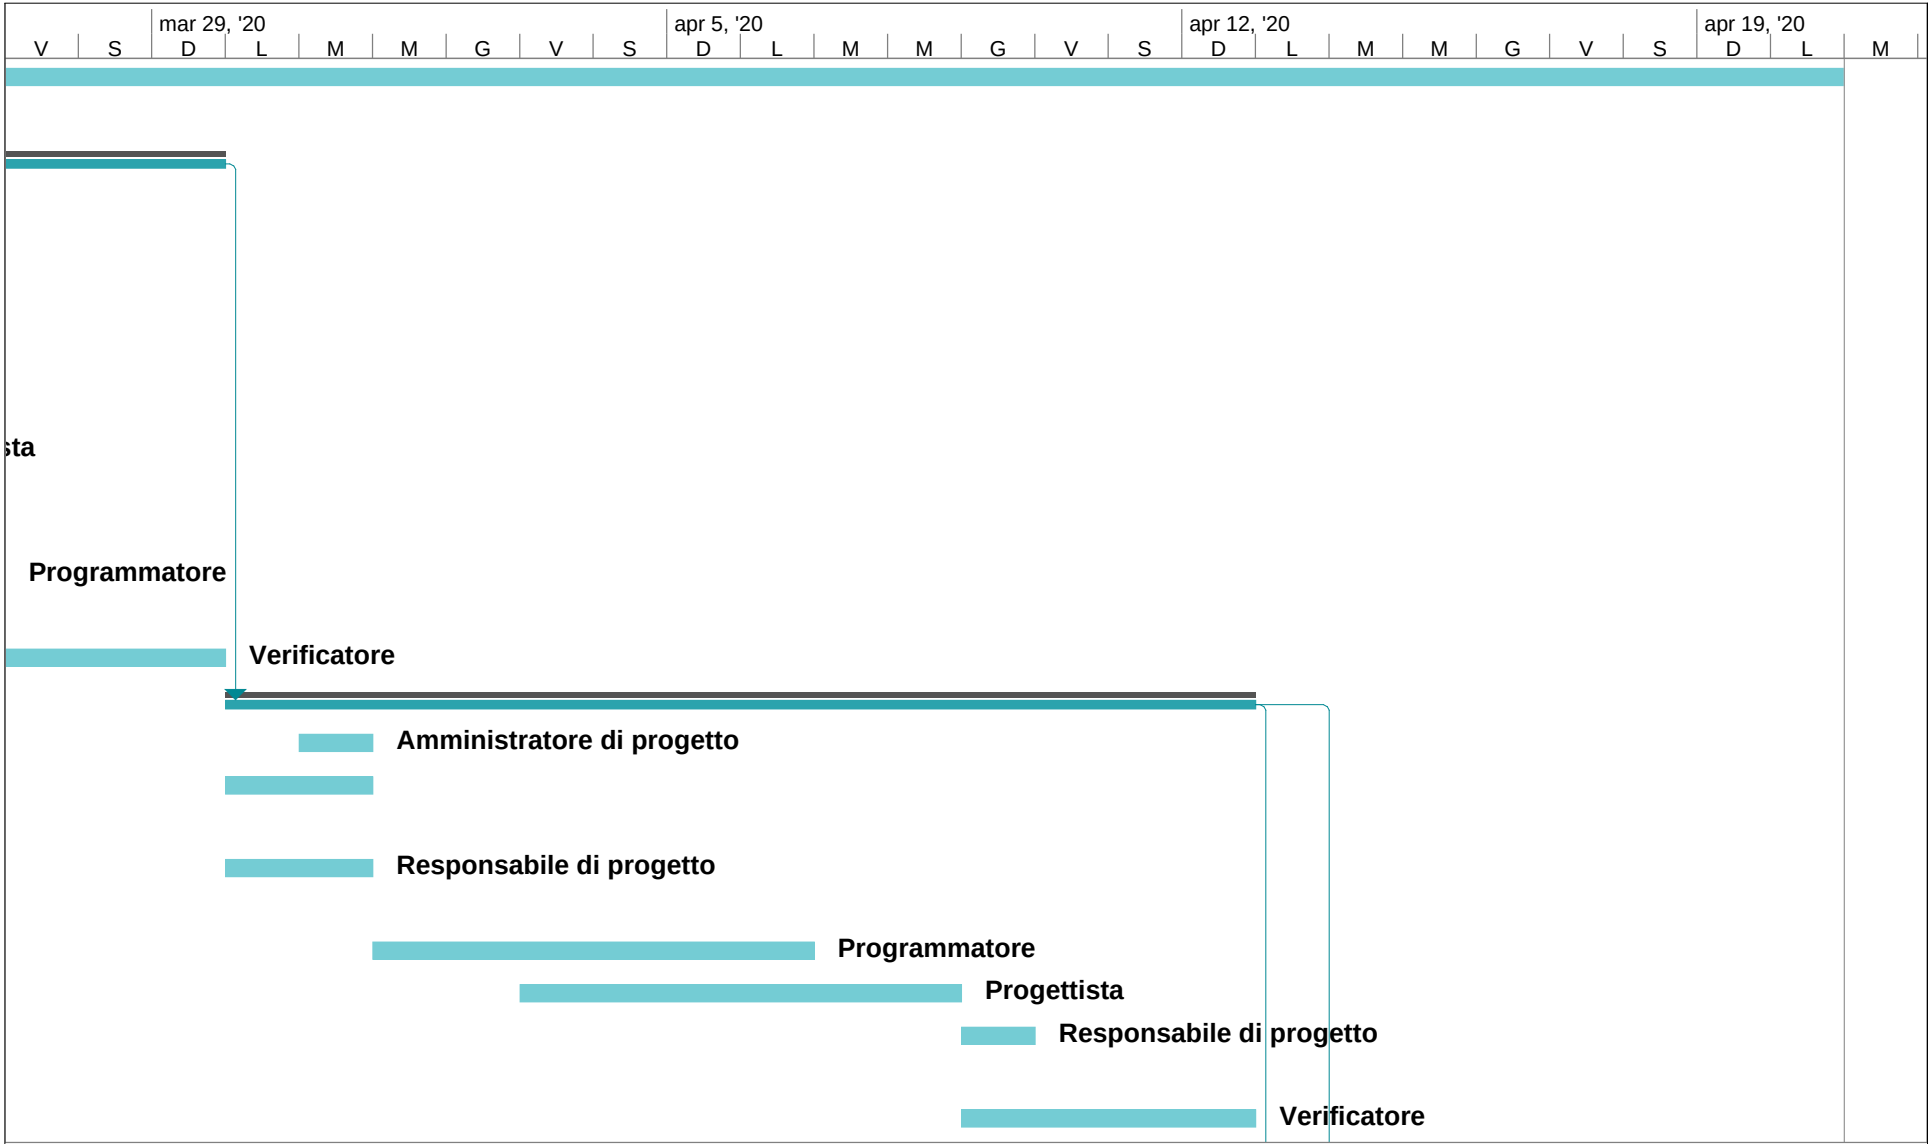 mar 29, '20 apr 5, '20 apr 12, '20 apr 19, '20
V S D L M M G V S D L M M G V S D L M M G V S D L M
Programmatore
Verificatore
Amministratore di progetto
Responsabile di progetto
Programmatore
Progettista
Responsabile di progetto
Verificatore